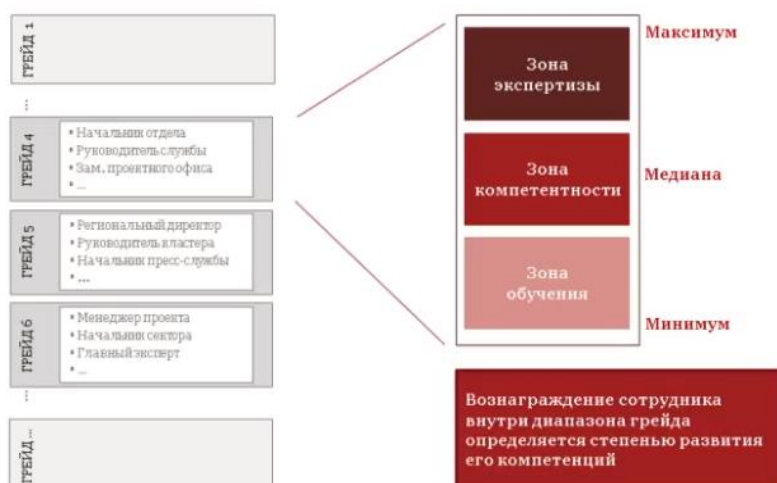 ГРЕЙД 1
...
ГРЕЙД 4
• Начальник отдела
• Руководитель службы
• Зам. проектного офиса
• ...
ГРЕЙД 5
• Региональный директор
• Руководитель кластера
• Начальник пресс-службы
• ...
ГРЕЙД 6
• Менеджер проекта
• Начальник сектора
• Главный эксперт
• ...
...
ГРЕЙД ...
Зона
экспертизы
Зона
компетентности
Зона
обучения
Максимум
Медиана
Минимум
Вознаграждение сотрудника
внутри диапазона грейда
определяется степенью развития
его компетенций